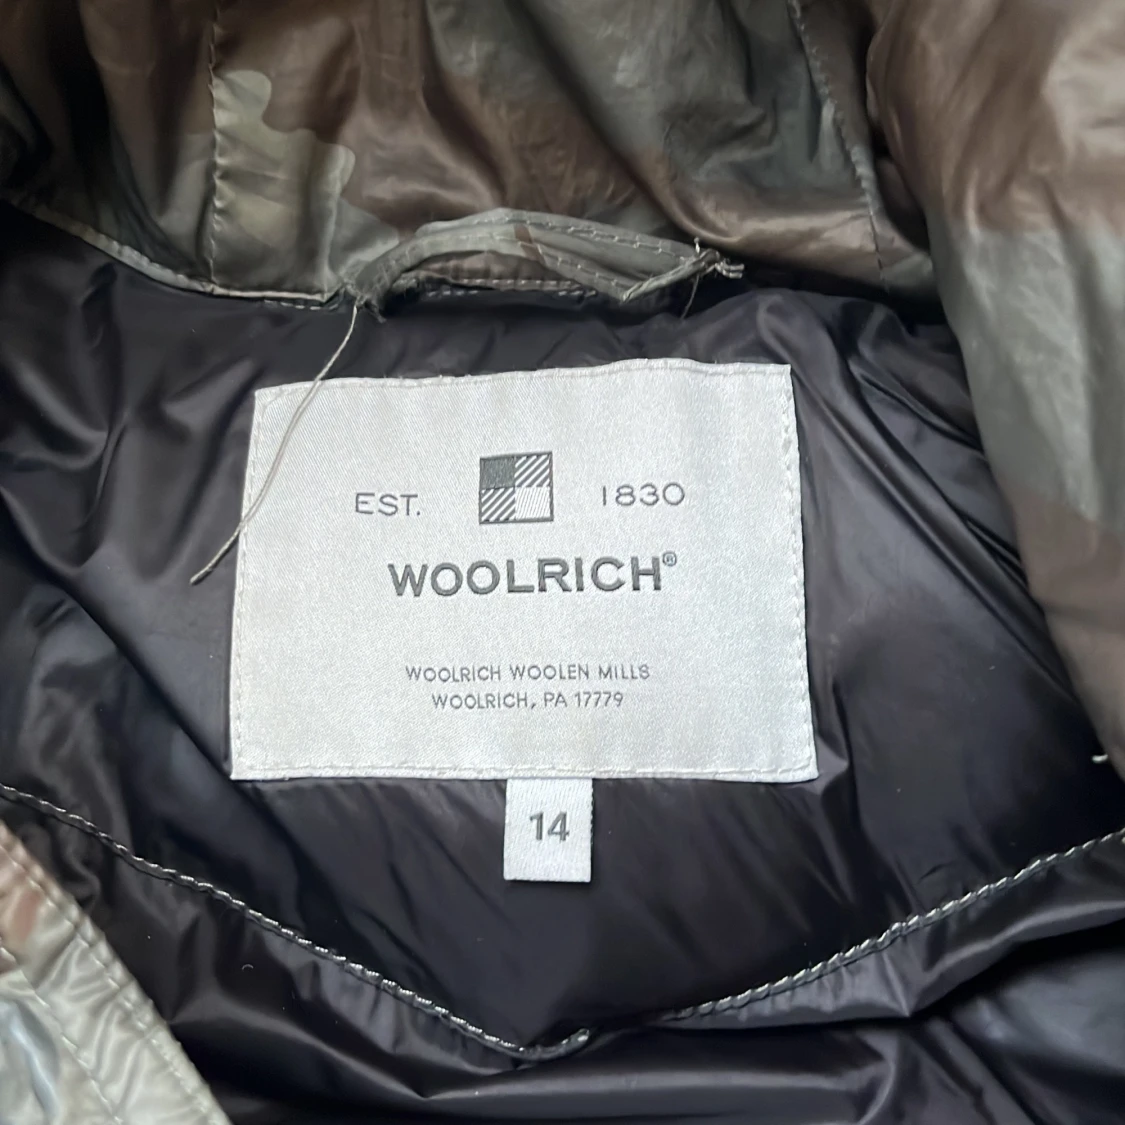 EST. 1830
WOOLRICH®
WOOLRICH WOOLEN MILLS
WOOLRICH, PA 17779
14